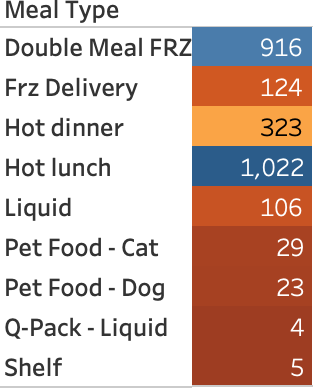 Meal Type
Double Meal FRZ 916
Frz Delivery 124
Hot dinner 323
Hot lunch 1,022
Liquid 106
Pet Food - Cat 29
Pet Food - Dog 23
Q-Pack - Liquid 4
Shelf 5